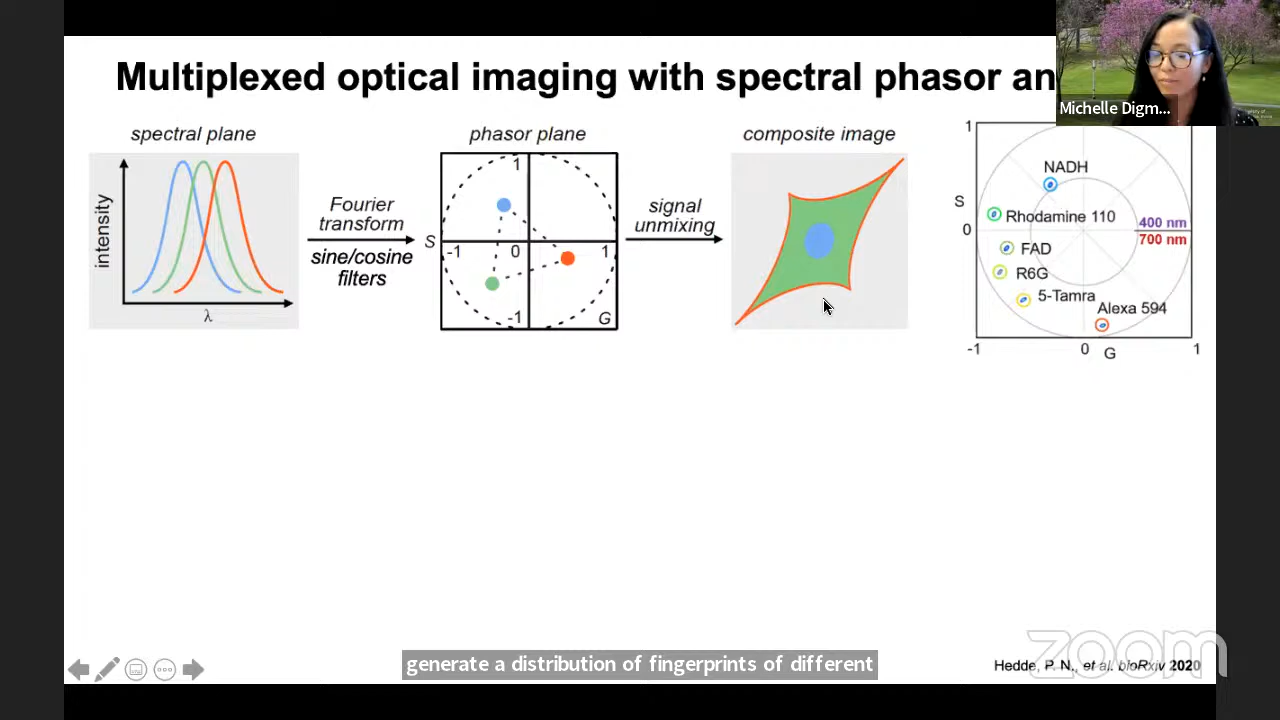 Multiplexed optical imaging with spectral phasor an
Michelle Digm...
spectral plane
phasor plane
composite image
intensity
λ
Fourier
transform
sine/cosine
filters
S
1
-1
0
1
-1
G
signal
unmixing
1
S
0
NADH
Rhodamine 110
400 nm
700 nm
FAD
R6G
5-Tamra
Alexa 594
-1
0
G
1
generate a distribution of fingerprints of different
zoom
Hedde, P. N., et al. bioRxiv 2020